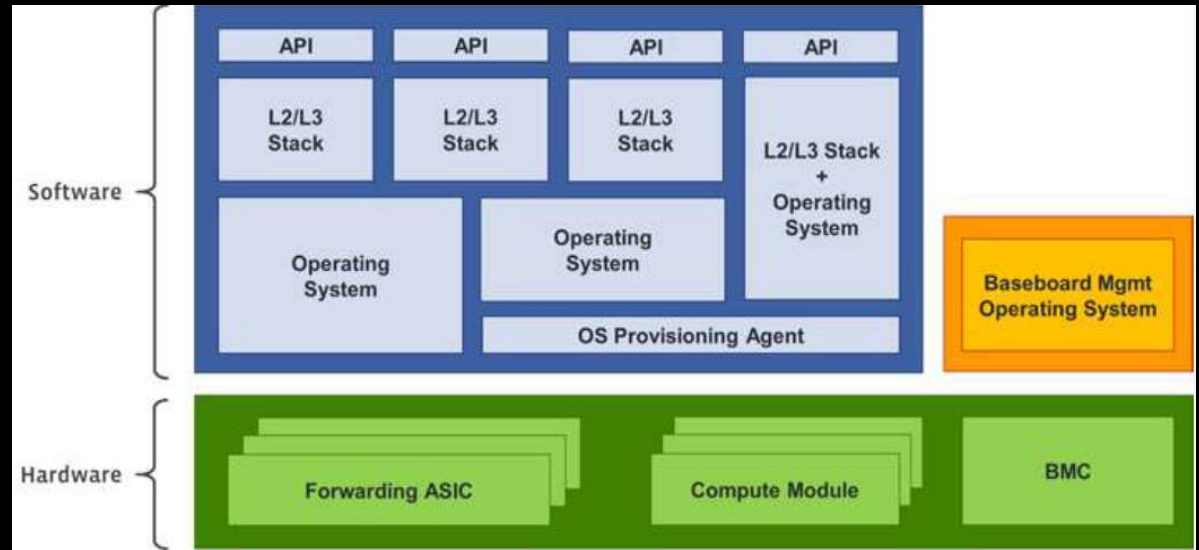 API
API
API
API
L2/L3
Stack
L2/L3
Stack
L2/L3
Stack
L2/L3 Stack
+
Operating
System
Software
Operating
System
Operating
System
OS Provisioning Agent
Baseboard Mgmt
Operating System
Hardware
Forwarding ASIC
Compute Module
BMC